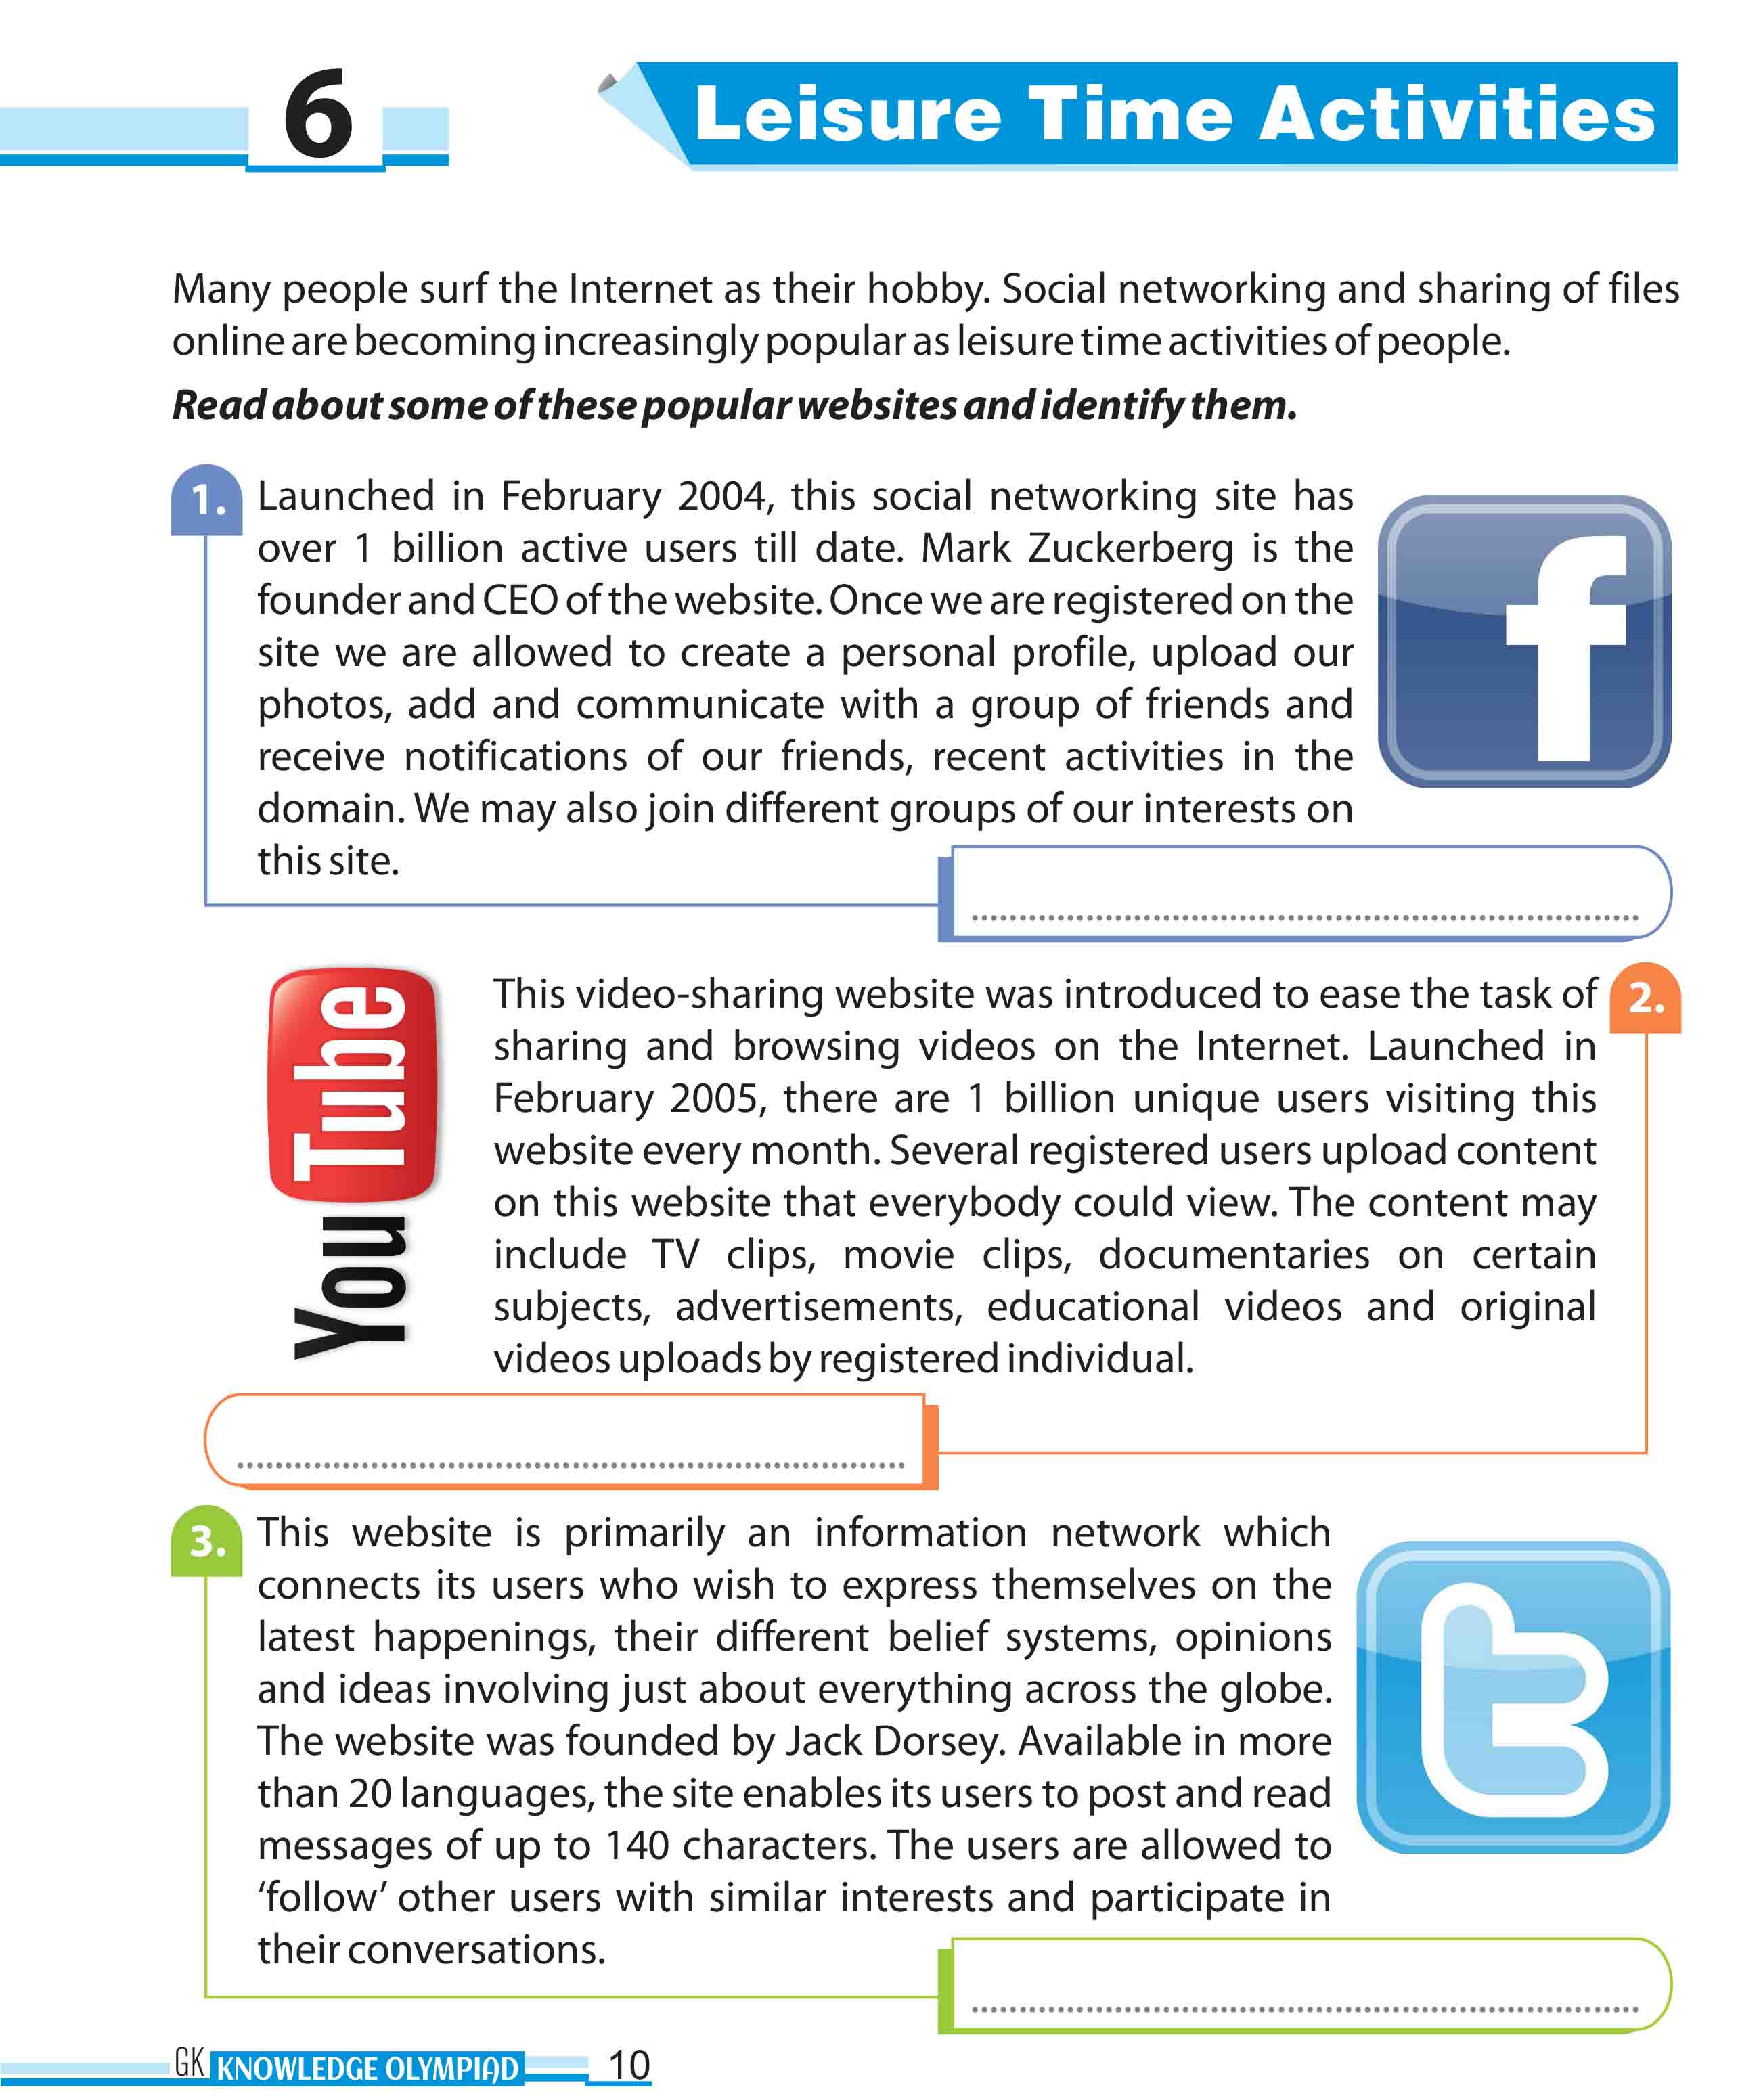 6
Leisure Time Activities
Many people surf the Internet as their hobby. Social networking and sharing of files
online are becoming increasingly popular as leisure time activities of people.
Read about some of these popular websites and identify them.
1.
Launched in February 2004, this social networking site has
over 1 billion active users till date. Mark Zuckerberg is the
founder and CEO of the website. Once we are registered on the
site we are allowed to create a personal profile, upload our
photos, add and communicate with a group of friends and
receive notifications of our friends, recent activities in the
domain. We may also join different groups of our interests on
this site.
f
YouTube
This video-sharing website was introduced to ease the task of
sharing and browsing videos on the Internet. Launched in
February 2005, there are 1 billion unique users visiting this
website every month. Several registered users upload content
on this website that everybody could view. The content may
include TV clips, movie clips, documentaries on certain
subjects, advertisements, educational videos and original
videos uploads by registered individual.
2.
3.
This website is primarily an information network which
connects its users who wish to express themselves on the
latest happenings, their different belief systems, opinions
and ideas involving just about everything across the globe.
The website was founded by Jack Dorsey. Available in more
than 20 languages, the site enables its users to post and read
messages of up to 140 characters. The users are allowed to
‘follow’ other users with similar interests and participate in
their conversations.
t
GK KNOWLEDGE OLYMPIAD 10